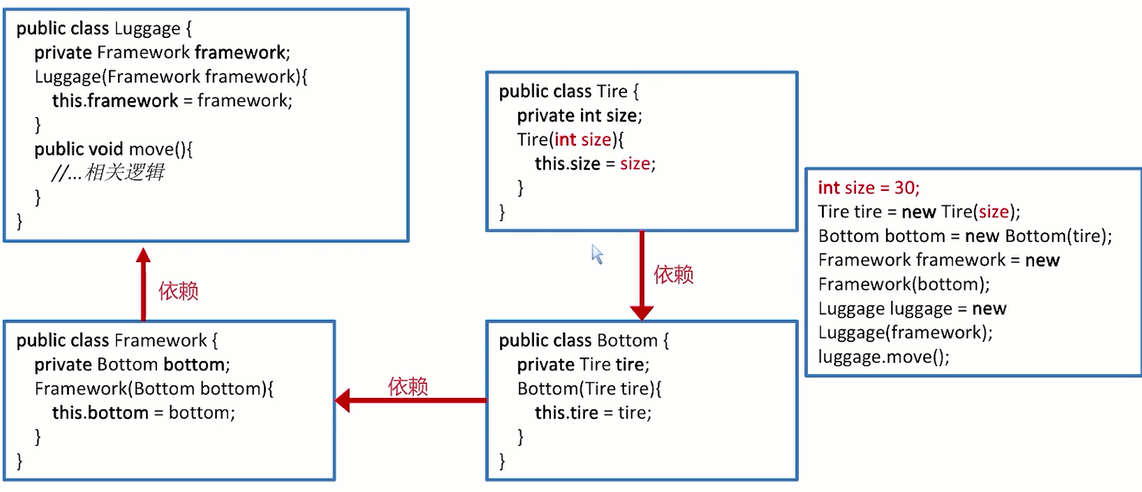 public class Luggage {
private Framework framework;
Luggage(Framework framework){
this.framework = framework;
}
public void move(){
//...相关逻辑
}
}
依赖
public class Framework {
private Bottom bottom;
Framework(Bottom bottom){
this.bottom = bottom;
}
}
依赖
public class Tire {
private int size;
Tire(int size){
this.size = size;
}
}
依赖
public class Bottom {
private Tire tire;
Bottom(Tire tire){
this.tire = tire;
}
}
int size = 30;
Tire tire = new Tire(size);
Bottom bottom = new Bottom(tire);
Framework framework = new
Framework(bottom);
Luggage luggage = new
Luggage(framework);
luggage.move();